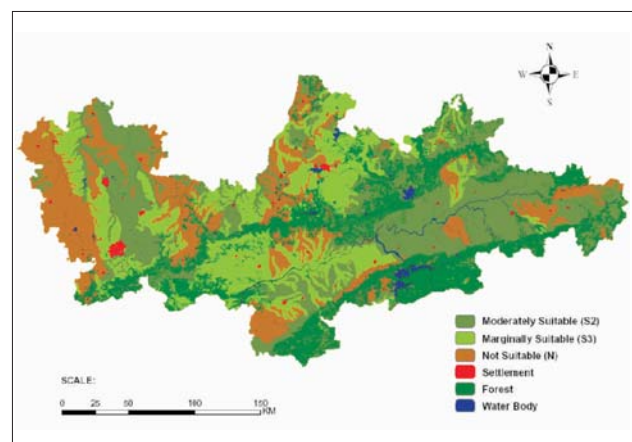 N
W E
S
Moderately Suitable (S2)
Marginally Suitable (S3)
Not Suitable (N)
Settlement
Forest
Water Body
SCALE:
0 25 50 100 150
KM